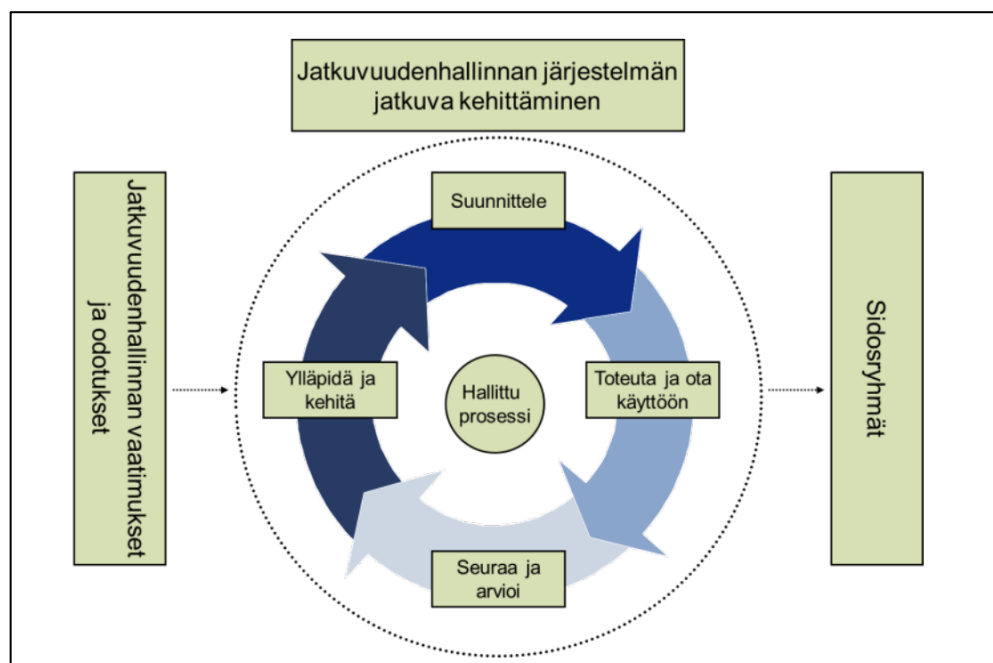 Jatkuvuudenhallinnan järjestelmän
jatkuva kehittäminen
Jatkuvuudenhallinnan vaatimukset
ja odotukset
Suunnittele
Ylläpidä ja
kehitä
Hallittu
prosessi
Toteuta ja ota
käyttöön
Seuraa ja
arvioi
Sidosryhmät